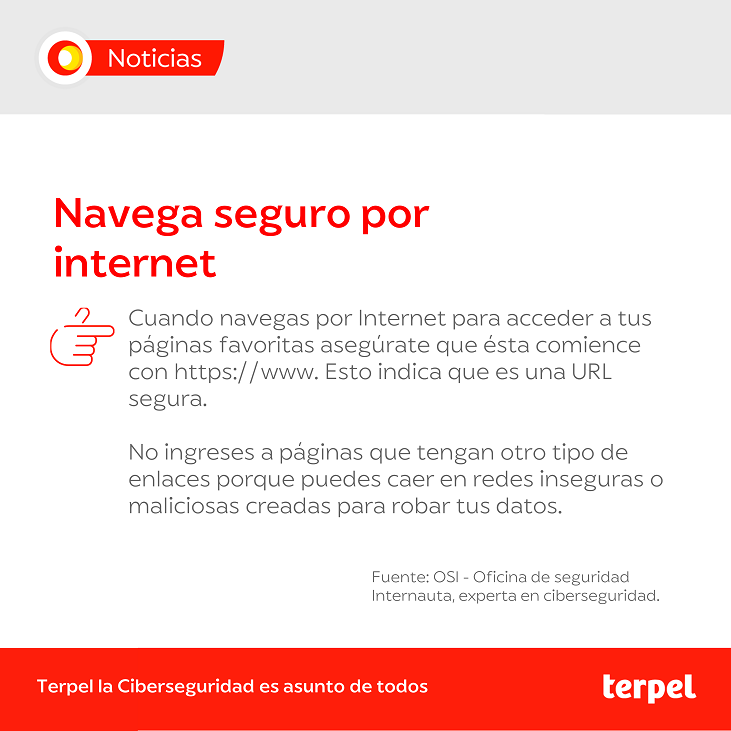 Noticias
Navega seguro por
internet
Cuando navegas por Internet para acceder a tus
páginas favoritas asegúrate que ésta comience
con https://www. Esto indica que es una URL
segura.
No ingreses a páginas que tengan otro tipo de
enlaces porque puedes caer en redes inseguras o
maliciosas creadas para robar tus datos.
Fuente: OSI - Oficina de seguridad
Internauta, experta en ciberseguridad.
Terpel la Ciberseguridad es asunto de todos
terpel